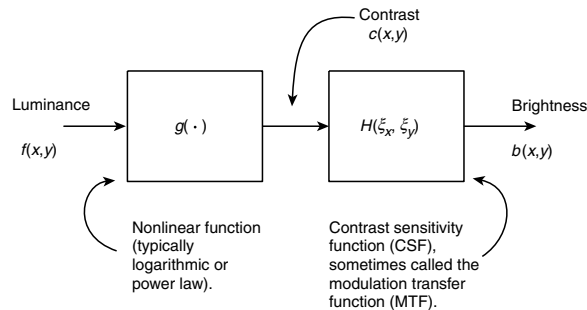 Contrast
c(x,y)
Luminance
f(x,y)
g( · )
H(ξx, ξy)
Brightness
b(x,y)
Nonlinear function
(typically
logarithmic or
power law).
Contrast sensitivity
function (CSF),
sometimes called the
modulation transfer
function (MTF).